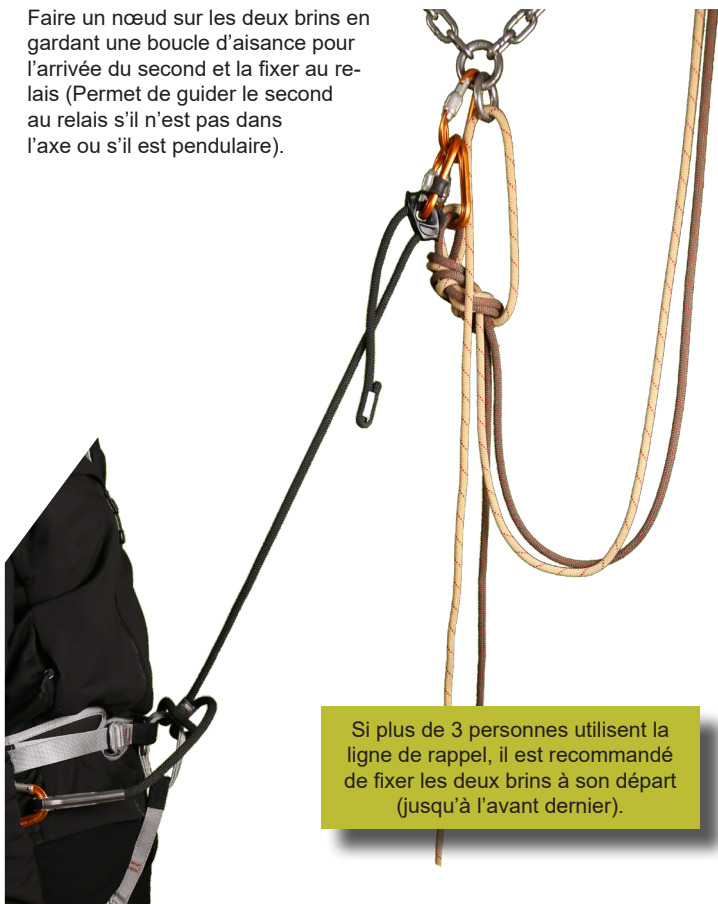 Faire un nœud sur les deux brins en
gardant une boucle d’aisance pour
l’arrivée du second et la fixer au re-
lais (Permet de guider le second
au relais s’il n’est pas dans
l’axe ou s’il est pendulaire).
Si plus de 3 personnes utilisent la
ligne de rappel, il est recommandé
de fixer les deux brins à son départ
(jusqu’à l’avant dernier).